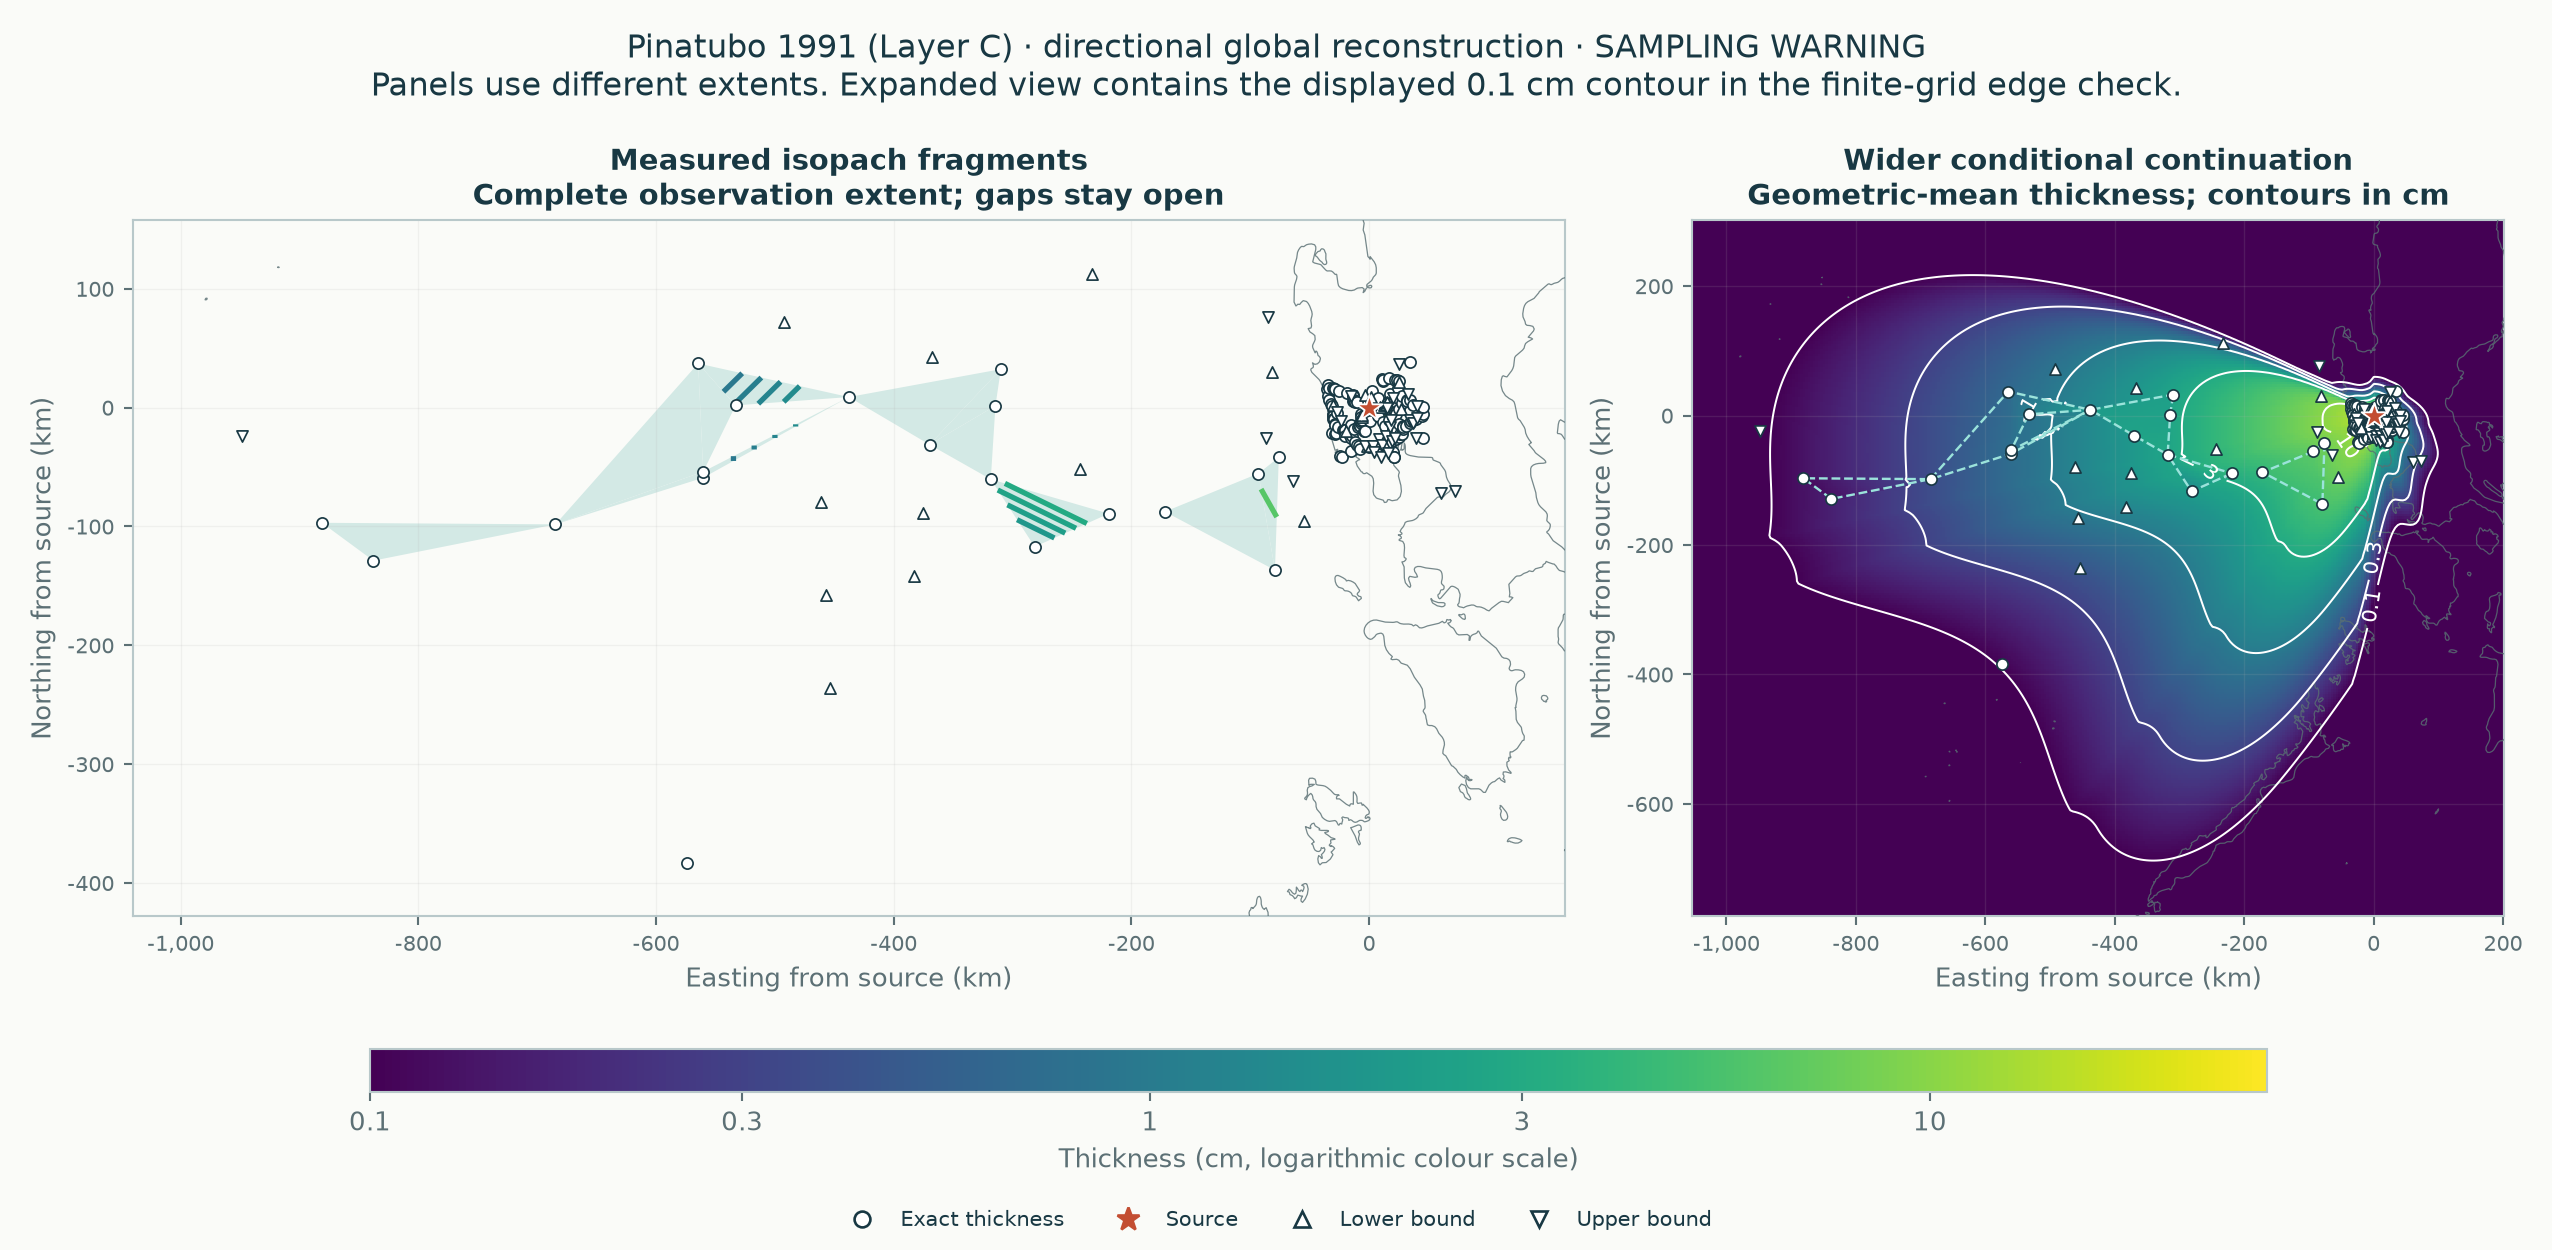 Pinatubo 1991 (Layer C) · directional global reconstruction · SAMPLING WARNING
Panels use different extents. Expanded view contains the displayed 0.1 cm contour in the finite-grid edge check.
Measured isopach fragments
Complete observation extent; gaps stay open
Northing from source (km)
100
0
-100
-200
-300
-400
-1,000
-800
-600
-400
-200
0
Easting from source (km)
Wider conditional continuation
Geometric-mean thickness; contours in cm
Northing from source (km)
200
0
-200
-400
-600
1
3
10
0.3
0.1
-1,000
-800
-600
-400
-200
0
200
Easting from source (km)
0.1
0.3
1
3
10
Thickness (cm, logarithmic colour scale)
Exact thickness
Source
Lower bound
Upper bound